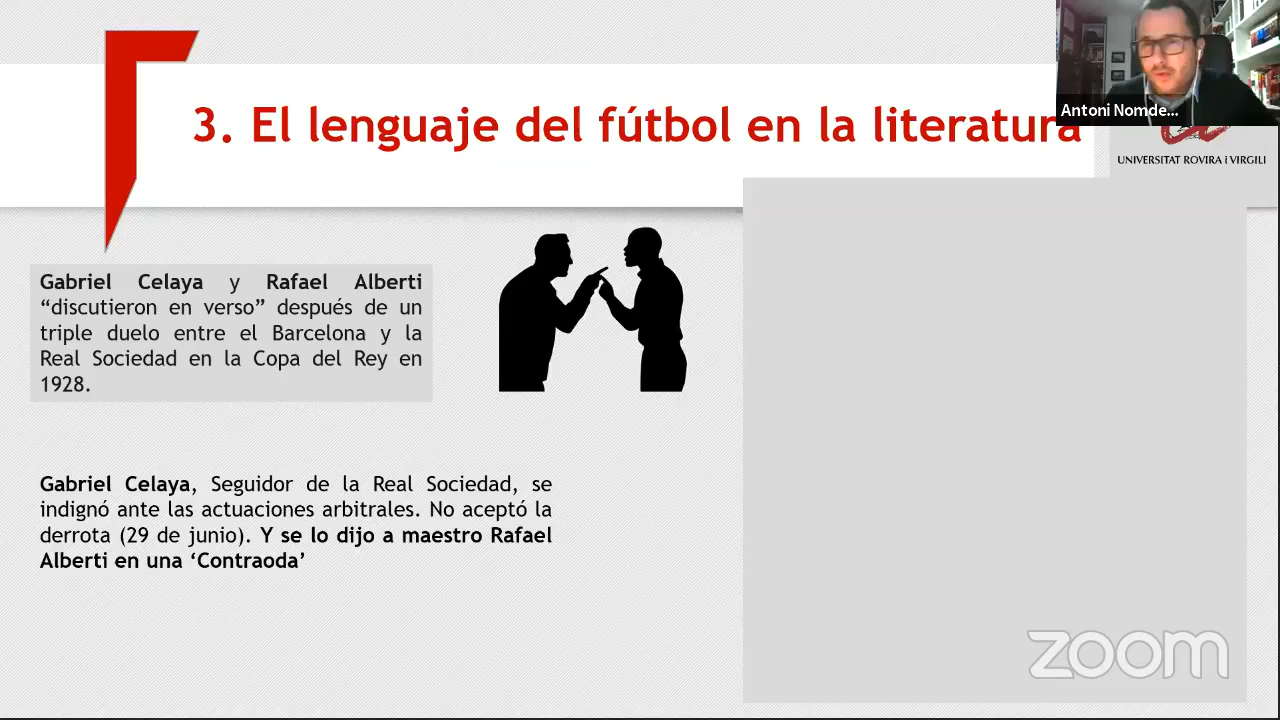 3. El lenguaje del fútbol en la literatura
Antoni Nomde...
UNIVERSITAT ROVIRA i VIRGILI
Gabriel Celaya y Rafael Alberti
“discutieron en verso” después de un
triple duelo entre el Barcelona y la
Real Sociedad en la Copa del Rey en
1928.
Gabriel Celaya, Seguidor de la Real Sociedad, se
indignó ante las actuaciones arbitrales. No aceptó la
derrota (29 de junio). Y se lo dijo a maestro Rafael
Alberti en una ‘Contraoda’
zoom